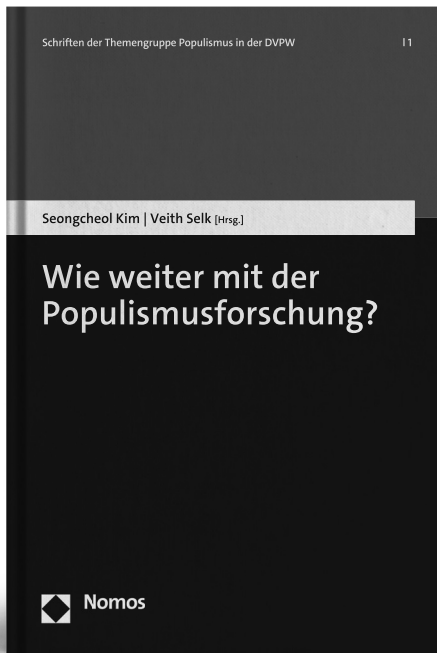 Schriften der Themengruppe Populismus in der DVPW | 1
Seongcheol Kim | Veith Selk [Hrsg.]
Wie weiter mit der
Populismusforschung?
Nomos